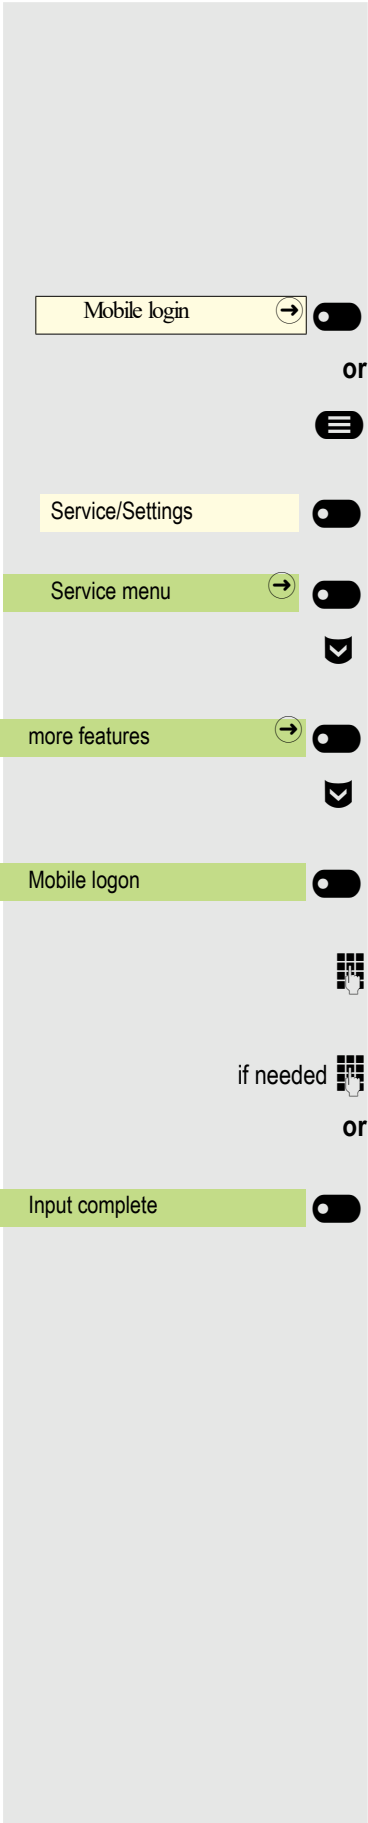 Mobile login
or
Service/Settings
Service menu
more features
Mobile logon
if needed
or
Input complete